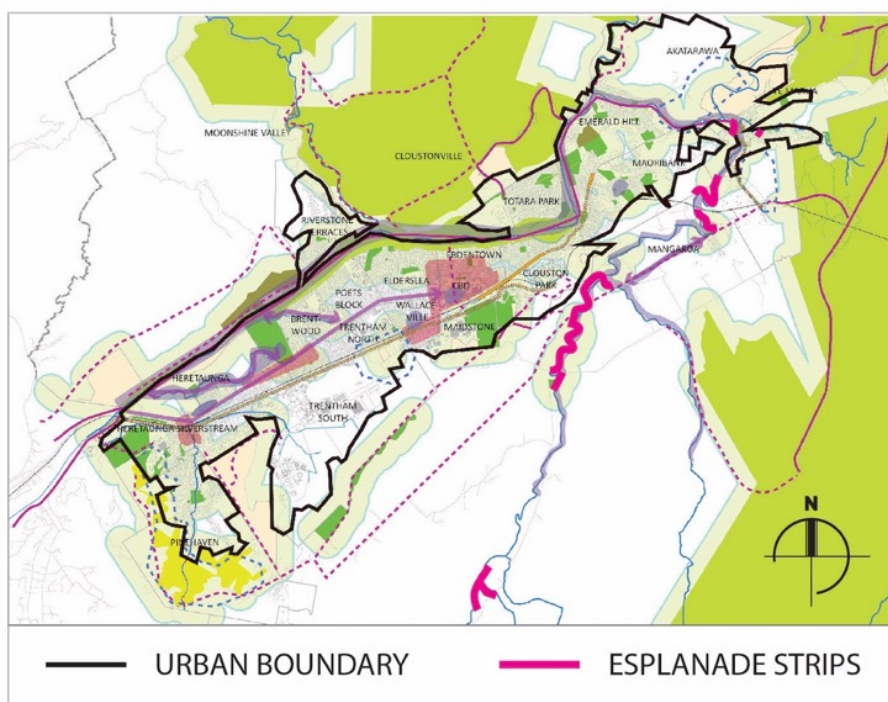 AKATARAWA
EMERALD HILL
MOONSHINE VALLEY
CLOUSTONVILLE
MAORIBANK
TOTARA PARK
RIVERSTONE
TERRACES
MANGAROA
EBDENTOWN
ELDERSLEA
CBD
CLOUSTON
PARK
POETS
BLOCK
WALLACE
VILLE
BRENT-
WOOD
TRENTHAM
NORTH
MAIDSTONE
HERETAUNGA
TRENTHAM
SOUTH
HERETAUNGA SILVERSTREAM
PINEHAVEN
N
URBAN BOUNDARY
ESPLANADE STRIPS